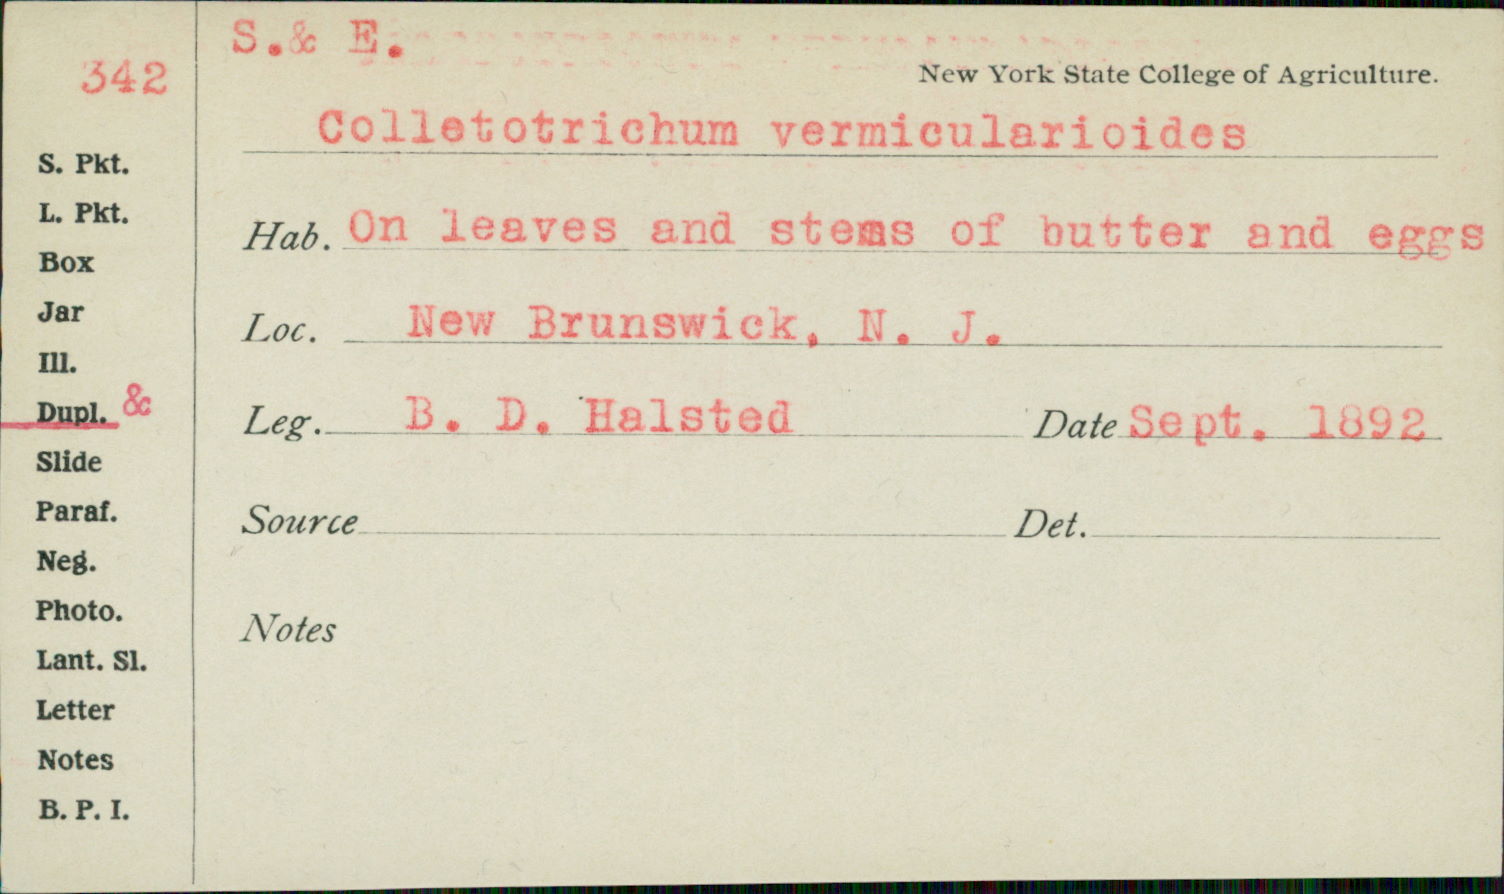 S.& E.
342
New York State College of Agriculture.
Colletotrichum vermicularioides
Hab. On leaves and stems of butter and eggs
Loc. New Brunswick, N. J.
Leg. B. D. Halsted Date Sept. 1892
Source Det.
Notes
S. Pkt.
L. Pkt.
Box
Jar
Ill.
Dupl. &
Slide
Paraf.
Neg.
Photo.
Lant. Sl.
Letter
Notes
B. P. I.